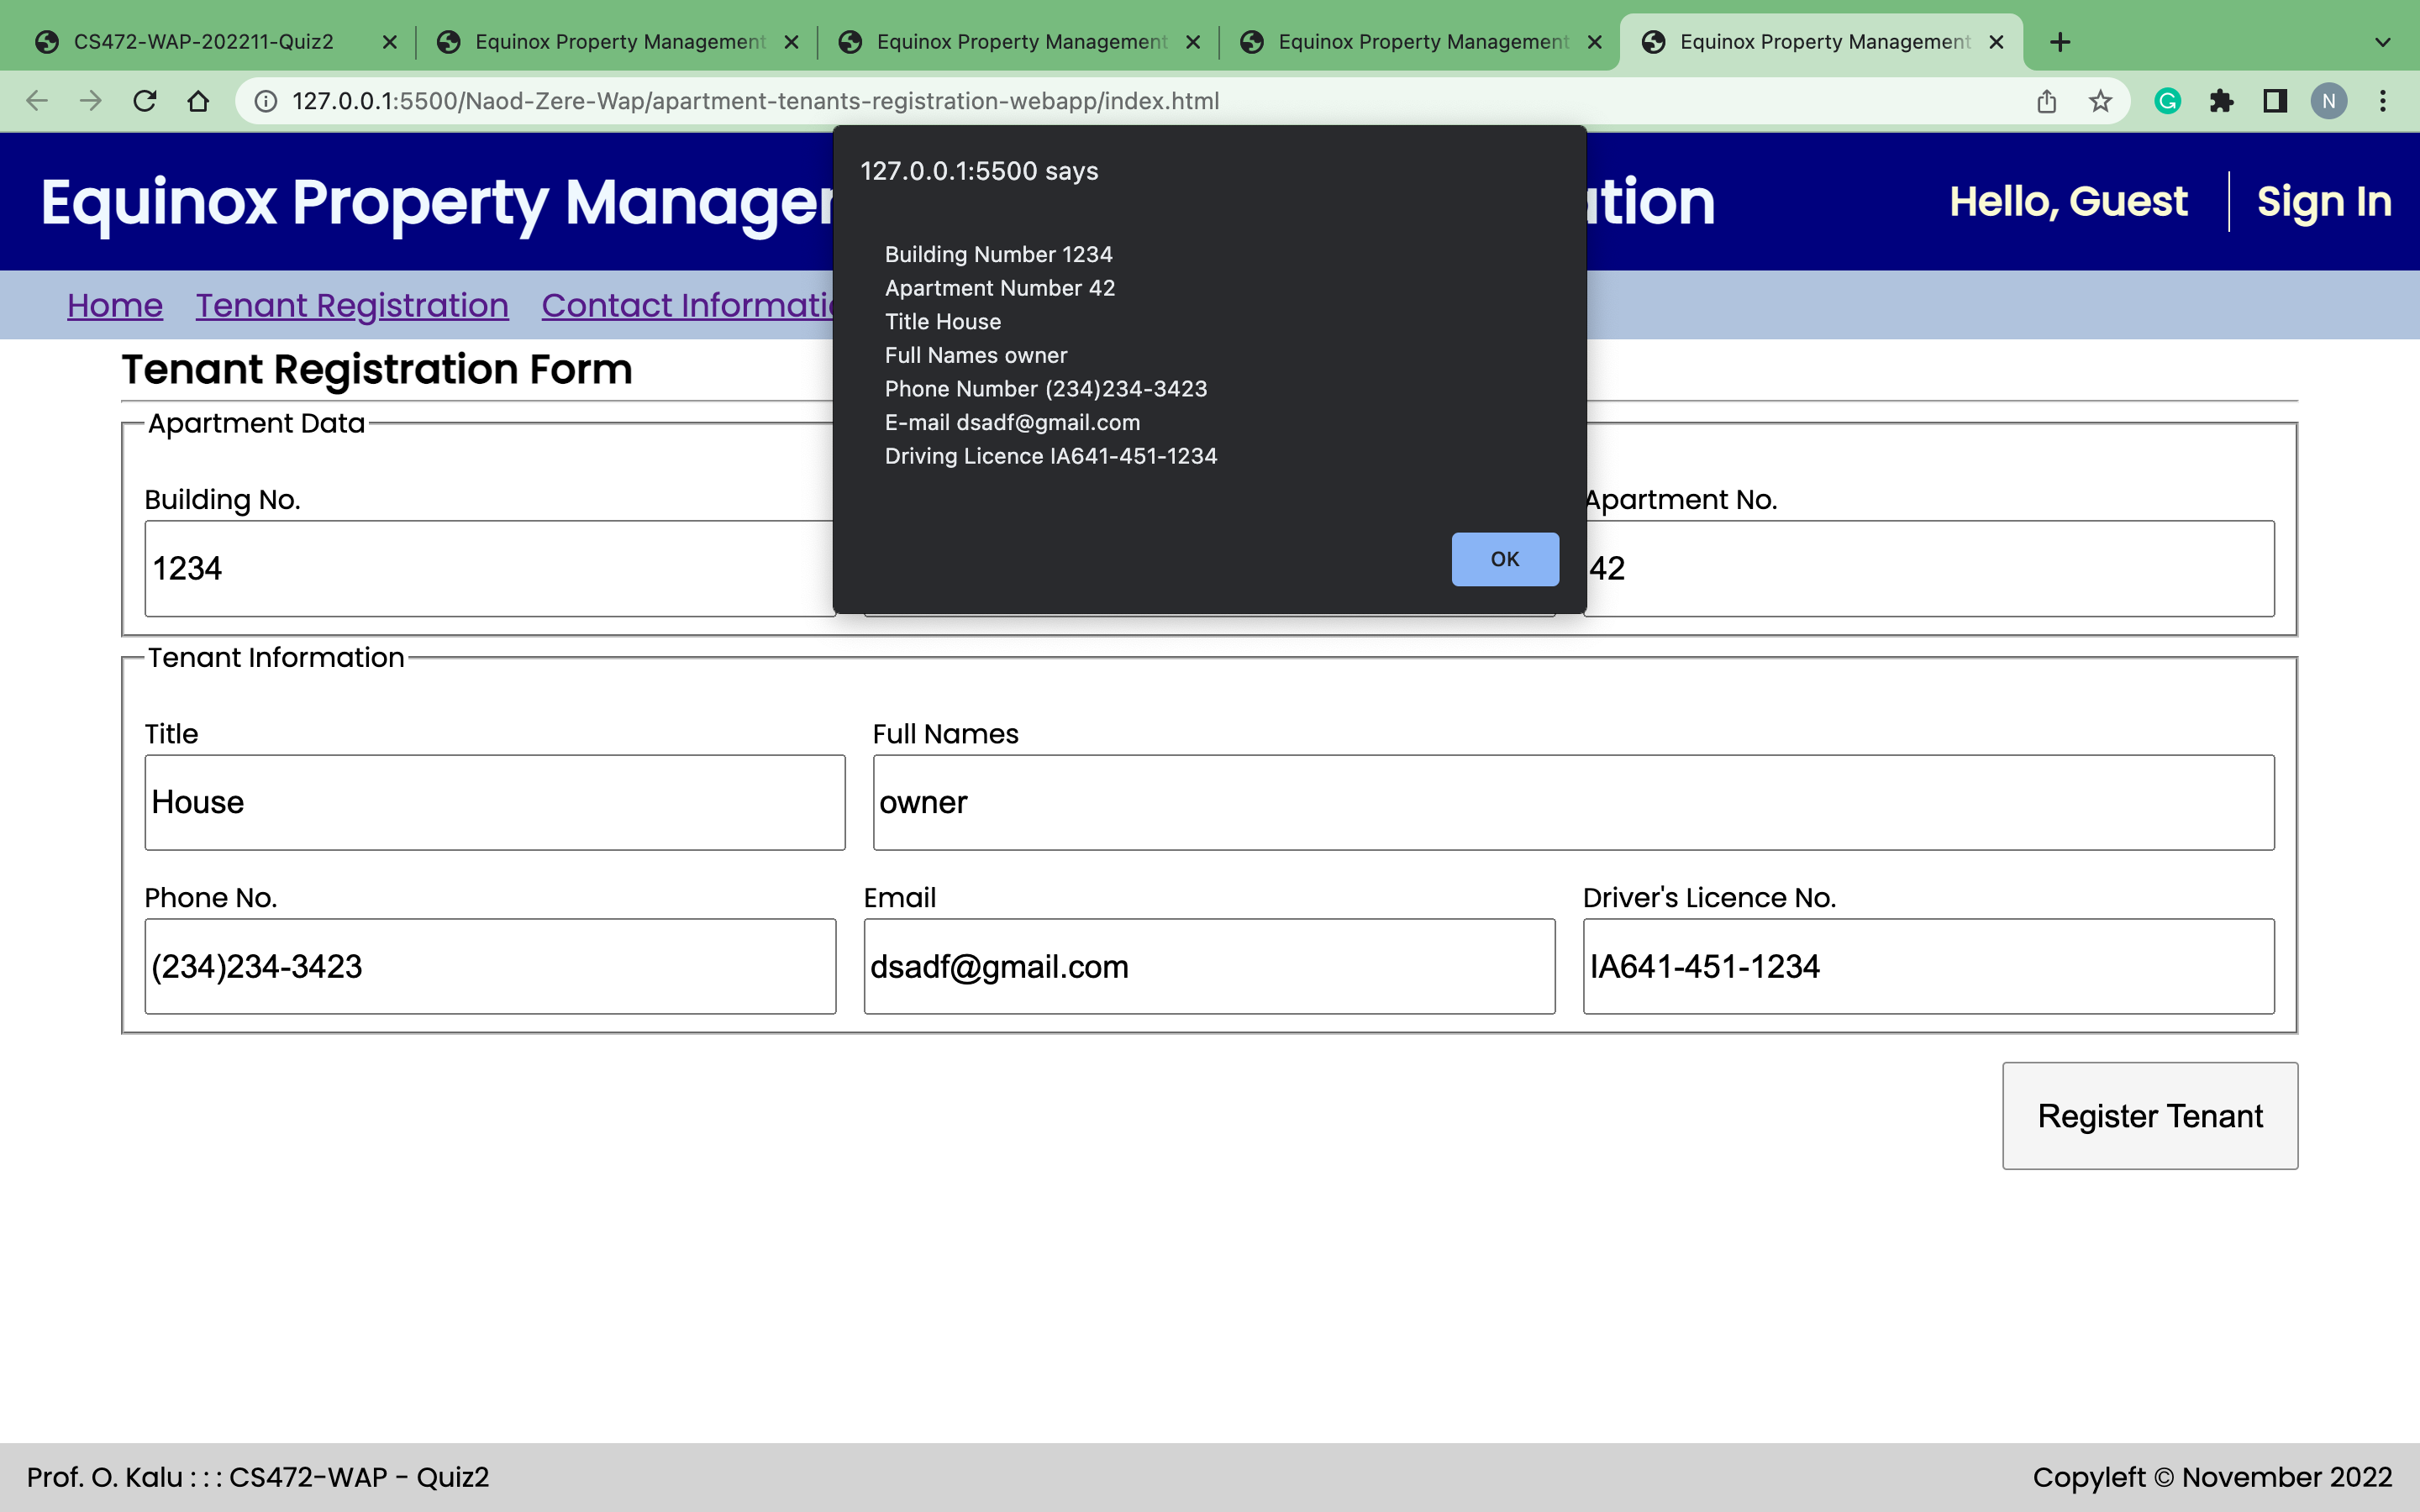 CS472-WAP-202211-Quiz2
Equinox Property Management
Equinox Property Management
Equinox Property Management
Equinox Property Management
127.0.0.1:5500/Naod-Zere-Wap/apartment-tenants-registration-webapp/index.html
N
127.0.0.1:5500 says
Building Number 1234
Apartment Number 42
Title House
Full Names owner
Phone Number (234)234-3423
E-mail dsadf@gmail.com
Driving Licence IA641-451-1234
OK
Equinox Property
Hello, Guest
Sign In
Home
Tenant Registration
Contact
Tenant Registration Form
Apartment Data
Building No.
Apartment No.
1234
42
Tenant Information
Title
Full Names
House
owner
Phone No.
Email
Driver's Licence No.
(234)234-3423
dsadf@gmail.com
IA641-451-1234
Register Tenant
Prof. O. Kalu : : : CS472-WAP - Quiz2
Copyleft © November 2022